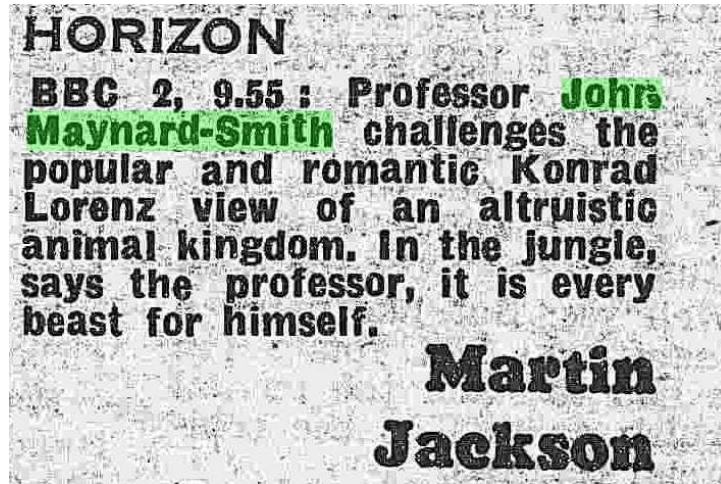 HORIZON
BBC 2, 9.55 : Professor John
Maynard-Smith challenges the
popular and romantic Konrad
Lorenz view of an altruistic
animal kingdom. In the jungle,
says the professor, it is every
beast for himself.
Martin
Jackson